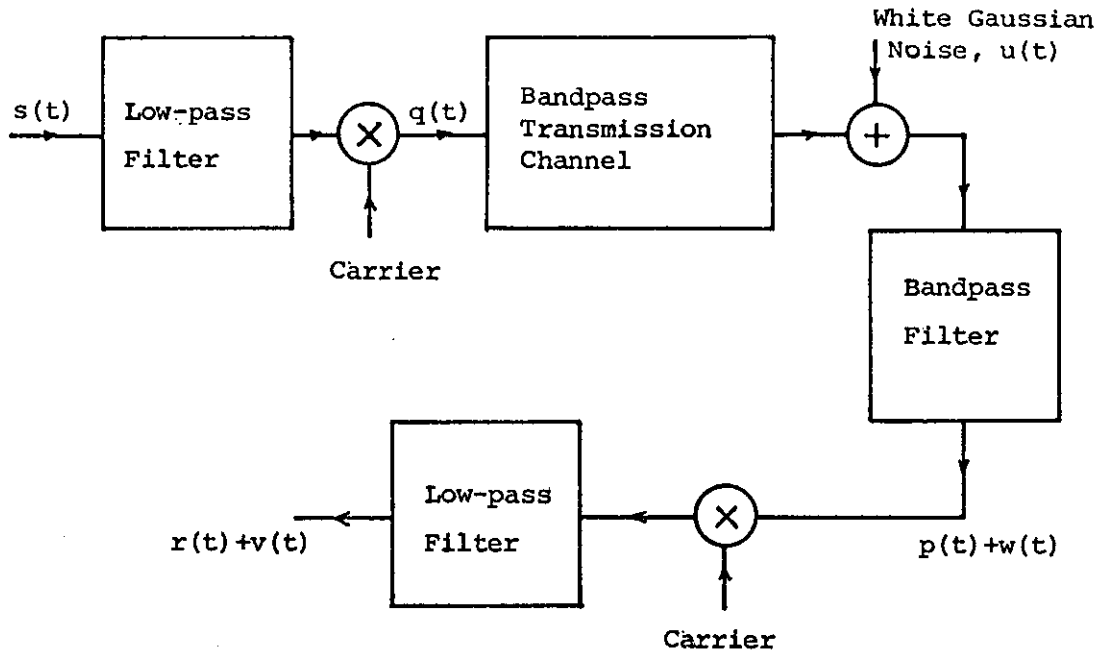 White Gaussian
Noise, u(t)
s(t)
Low-pass
Filter
×
q(t)
Bandpass
Transmission
Channel
+
Carrier
Bandpass
Filter
Low-pass
Filter
×
r(t)+v(t)
p(t)+w(t)
Carrier